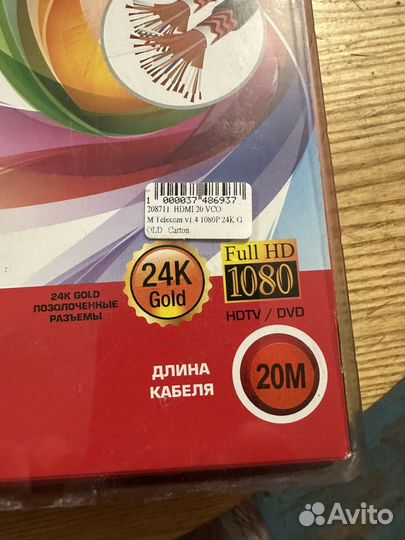 1 000037 486937
208711 HDMI 20 VCO
M Telecom v1.4 1080P 24K G
OLD Carton
24K
Gold
24K GOLD
ПОЗОЛОЧЕННЫЕ
РАЗЪЕМЫ
Full HD
1080
HDTV / DVD
ДЛИНА
КАБЕЛЯ
20М
Avito